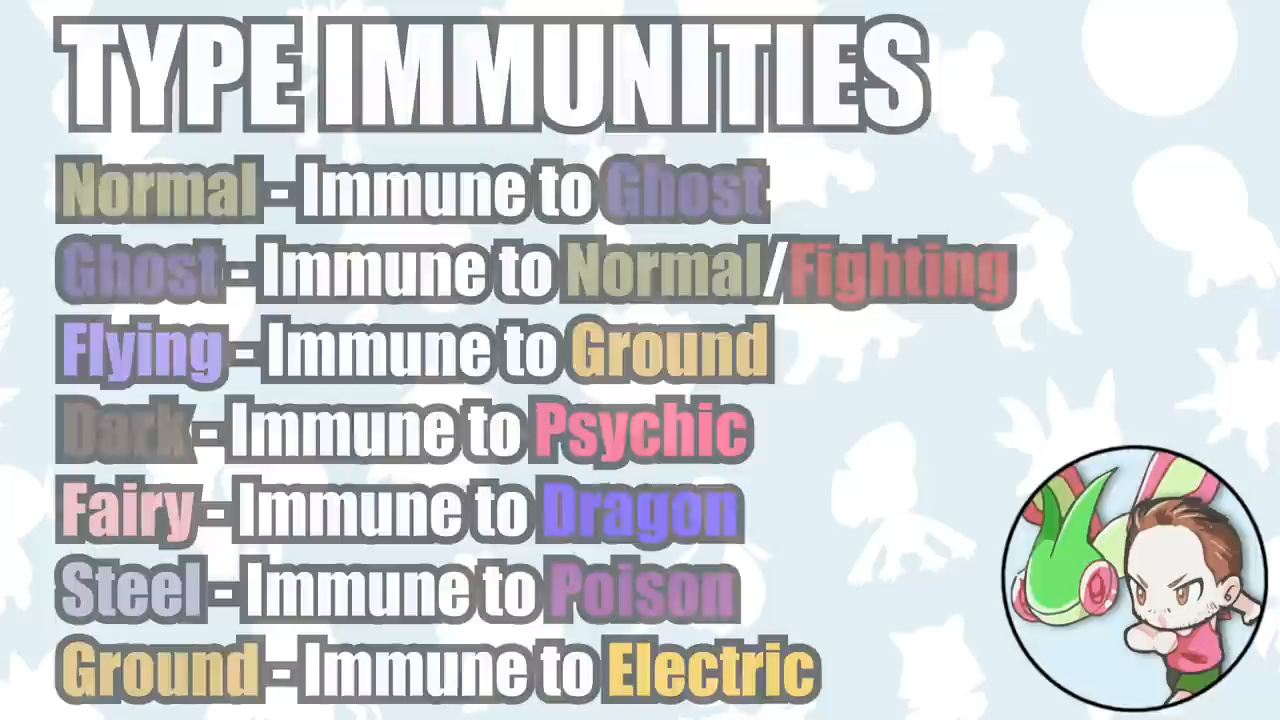 TYPE IMMUNITIES
Normal - Immune to Ghost
Ghost - Immune to Normal/Fighting
Flying - Immune to Ground
Dark - Immune to Psychic
Fairy - Immune to Dragon
Steel - Immune to Poison
Ground - Immune to Electric